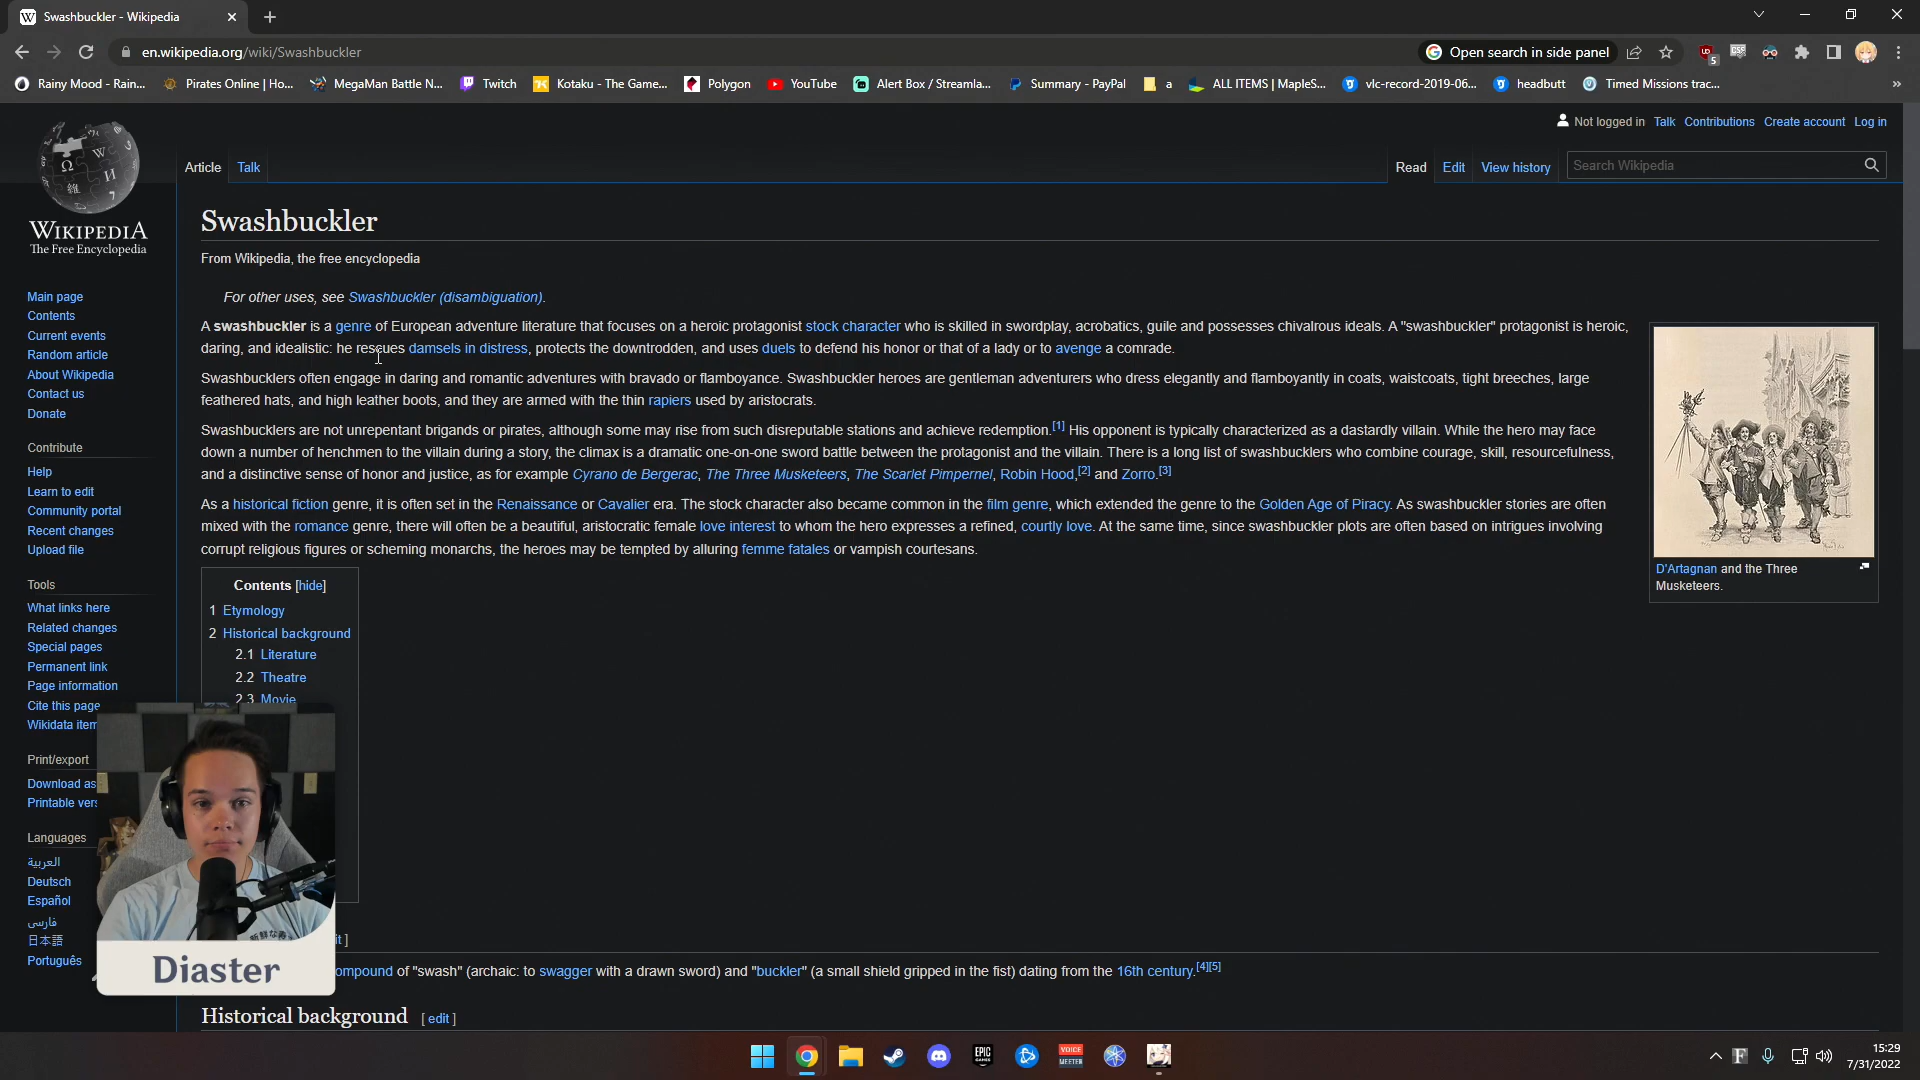 Swashbuckler - Wikipedia
en.wikipedia.org/wiki/Swashbuckler
Open search in side panel
5
Rainy Mood - Rain...
Pirates Online | Ho...
MegaMan Battle N...
Twitch
Kotaku - The Game...
Polygon
YouTube
Alert Box / Streamla...
Summary - PayPal
a
ALL ITEMS | MapleS...
vlc-record-2019-06...
headbutt
Timed Missions trac...
Not logged in Talk Contributions Create account Log in
Article Talk
Read Edit View history Search Wikipedia
WIKIPEDIA
The Free Encyclopedia
Main page
Contents
Current events
Random article
About Wikipedia
Contact us
Donate
Contribute
Help
Learn to edit
Community portal
Recent changes
Upload file
Tools
What links here
Related changes
Special pages
Permanent link
Page information
Cite this page
Wikidata item
Print/export
Download as
Printable vers
Languages
العربية
Deutsch
Español
فارسی
日本語
Português
Swashbuckler
From Wikipedia, the free encyclopedia
For other uses, see Swashbuckler (disambiguation).
A swashbuckler is a genre of European adventure literature that focuses on a heroic protagonist stock character who is skilled in swordplay, acrobatics, guile and possesses chivalrous ideals. A "swashbuckler" protagonist is heroic,
daring, and idealistic: he rescues damsels in distress, protects the downtrodden, and uses duels to defend his honor or that of a lady or to avenge a comrade.
Swashbucklers often engage in daring and romantic adventures with bravado or flamboyance. Swashbuckler heroes are gentleman adventurers who dress elegantly and flamboyantly in coats, waistcoats, tight breeches, large
feathered hats, and high leather boots, and they are armed with the thin rapiers used by aristocrats.
Swashbucklers are not unrepentant brigands or pirates, although some may rise from such disreputable stations and achieve redemption.[1] His opponent is typically characterized as a dastardly villain. While the hero may face
down a number of henchmen to the villain during a story, the climax is a dramatic one-on-one sword battle between the protagonist and the villain. There is a long list of swashbucklers who combine courage, skill, resourcefulness,
and a distinctive sense of honor and justice, as for example Cyrano de Bergerac, The Three Musketeers, The Scarlet Pimpernel, Robin Hood,[2] and Zorro.[3]
As a historical fiction genre, it is often set in the Renaissance or Cavalier era. The stock character also became common in the film genre, which extended the genre to the Golden Age of Piracy. As swashbuckler stories are often
mixed with the romance genre, there will often be a beautiful, aristocratic female love interest to whom the hero expresses a refined, courtly love. At the same time, since swashbuckler plots are often based on intrigues involving
corrupt religious figures or scheming monarchs, the heroes may be tempted by alluring femme fatales or vampish courtesans.
D'Artagnan and the Three
Musketeers.
Contents [hide]
1 Etymology
2 Historical background
2.1 Literature
2.2 Theatre
2.3 Movie
it ]
ompound of "swash" (archaic: to swagger with a drawn sword) and "buckler" (a small shield gripped in the fist) dating from the 16th century.[4][5]
Historical background [ edit ]
Diaster
EPIC GAMES
VOICE MEETER
15:29
7/31/2022